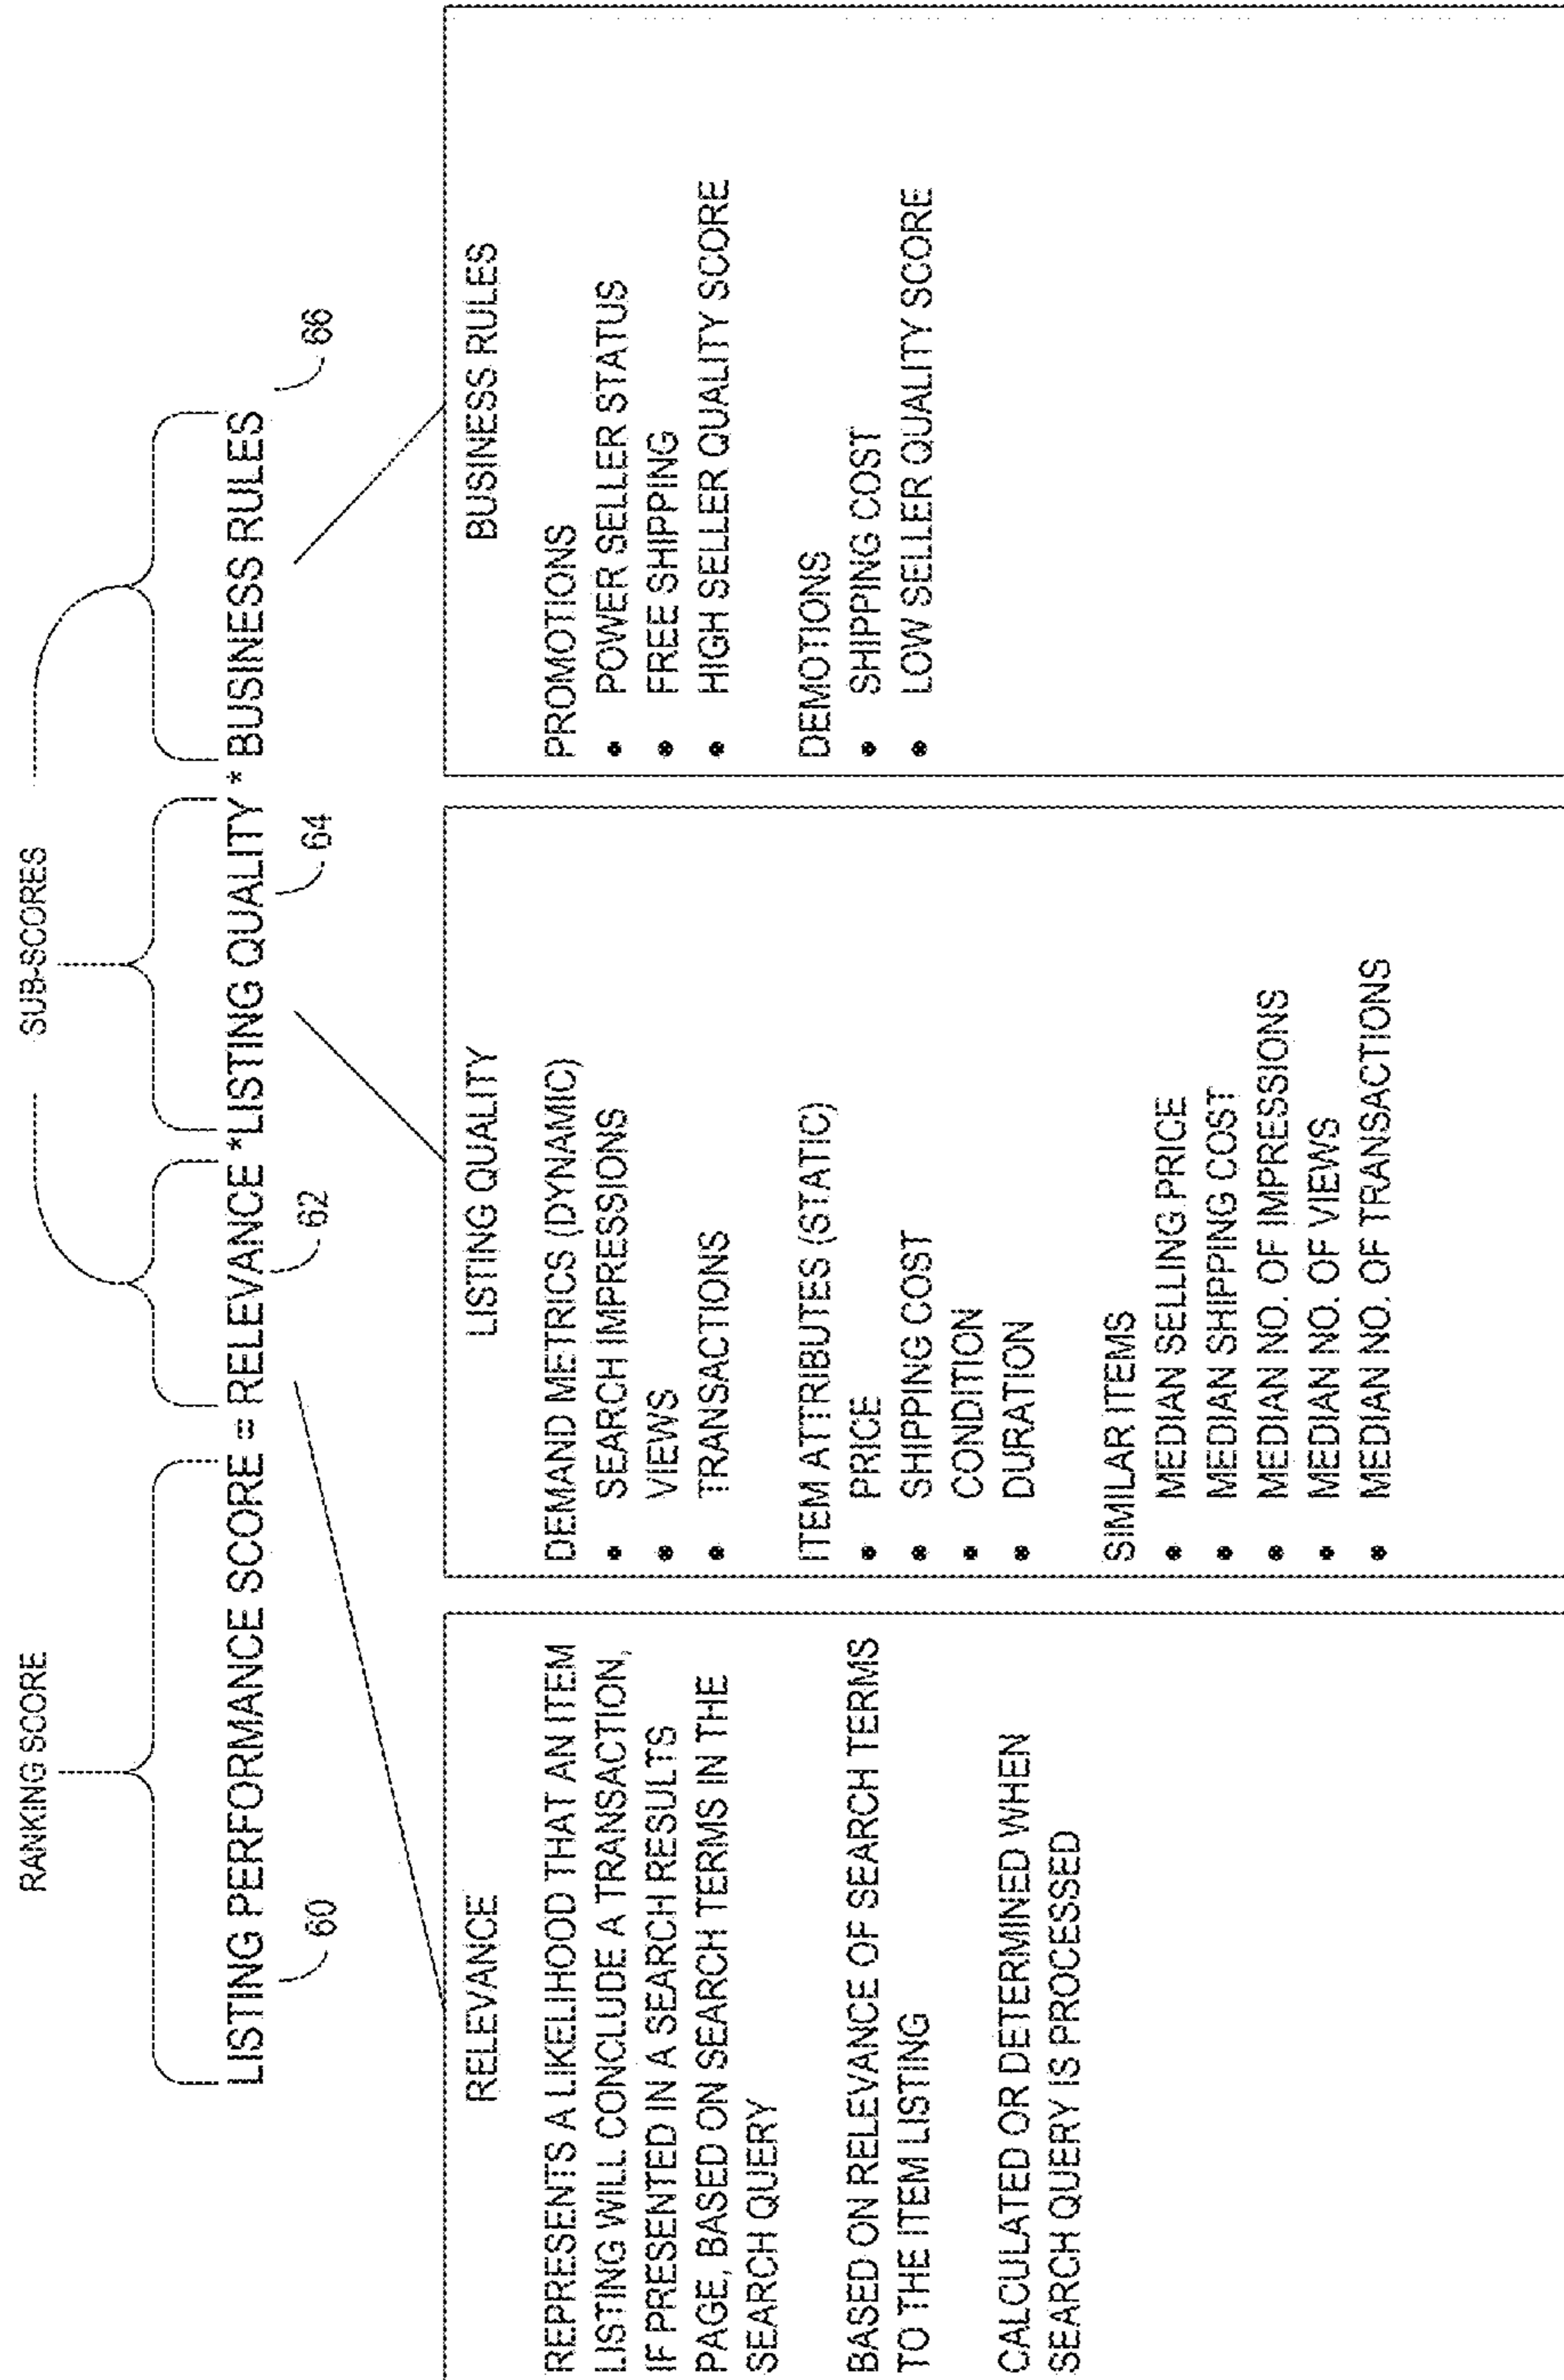 RANKING SCORE
SUB-SCORES
LISTING PERFORMANCE SCORE = RELEVANCE *LISTING QUALITY * BUSINESS RULES
60
62
64
66
RELEVANCE
REPRESENTS A LIKELIHOOD THAT AN ITEM
LISTING WILL CONCLUDE A TRANSACTION,
IF PRESENTED IN A SEARCH RESULTS
PAGE, BASED ON SEARCH TERMS IN THE
SEARCH QUERY
BASED ON RELEVANCE OF SEARCH TERMS
TO THE ITEM LISTING
CALCULATED OR DETERMINED WHEN
SEARCH QUERY IS PROCESSED
LISTING QUALITY
DEMAND METRICS (DYNAMIC)
• SEARCH IMPRESSIONS
• VIEWS
• TRANSACTIONS
ITEM ATTRIBUTES (STATIC)
• PRICE
• SHIPPING COST
• CONDITION
• DURATION
SIMILAR ITEMS
• MEDIAN SELLING PRICE
• MEDIAN SHIPPING COST
• MEDIAN NO. OF IMPRESSIONS
• MEDIAN NO. OF VIEWS
• MEDIAN NO. OF TRANSACTIONS
BUSINESS RULES
PROMOTIONS
• POWER SELLER STATUS
• FREE SHIPPING
• HIGH SELLER QUALITY SCORE
DEMOTIONS
• SHIPPING COST
• LOW SELLER QUALITY SCORE